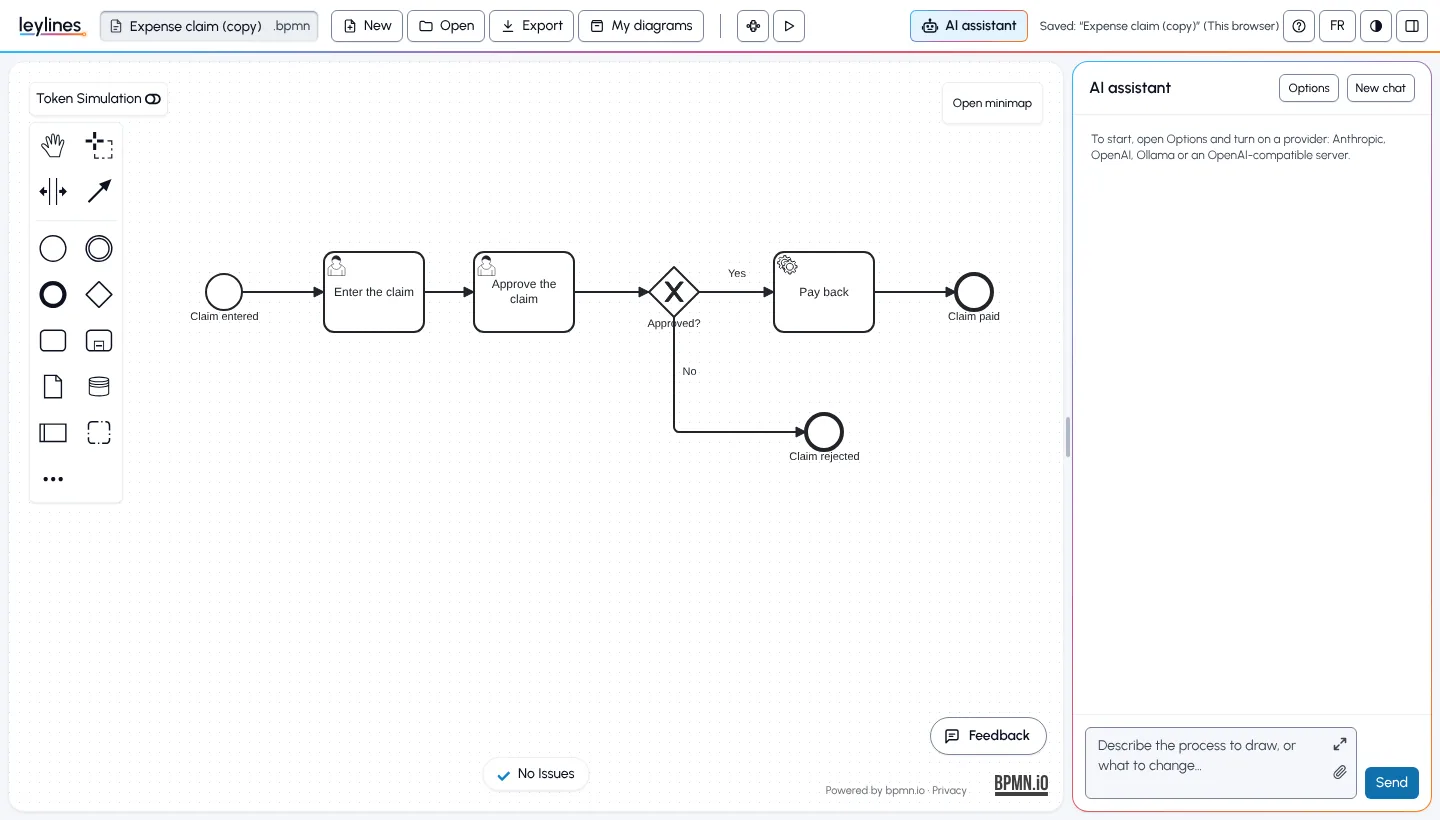 leylines
Expense claim (copy) .bpmn
New
Open
Export
My diagrams
AI assistant
Saved: “Expense claim (copy)” (This browser)
FR
Token Simulation
Open minimap
Claim entered
Enter the claim
Approve the
claim
Approved?
Yes
No
Pay back
Claim paid
Claim rejected
Feedback
No Issues
Powered by bpmn.io · Privacy
BPMN.iO
AI assistant
Options
New chat
To start, open Options and turn on a provider: Anthropic,
OpenAI, Ollama or an OpenAI-compatible server.
Describe the process to draw, or
what to change...
Send